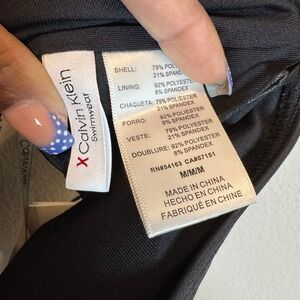 Calvin Klein
Swimwear
SHELL: 79% POLYESTER
21% SPANDEX
LINING: 92% POLYESTER
8% SPANDEX
CHAQUETA: 79% POLYESTER
21% SPANDEX
FORRO: 92% POLYESTER
8% SPANDEX
VESTE: 79% POLYESTER
21% SPANDEX
DOUBLURE: 92% POLYESTER
8% SPANDEX
RN#54163 CA#57151
M/M/M
MADE IN CHINA
HECHO EN CHINA
FABRIQUÉ EN CHINE